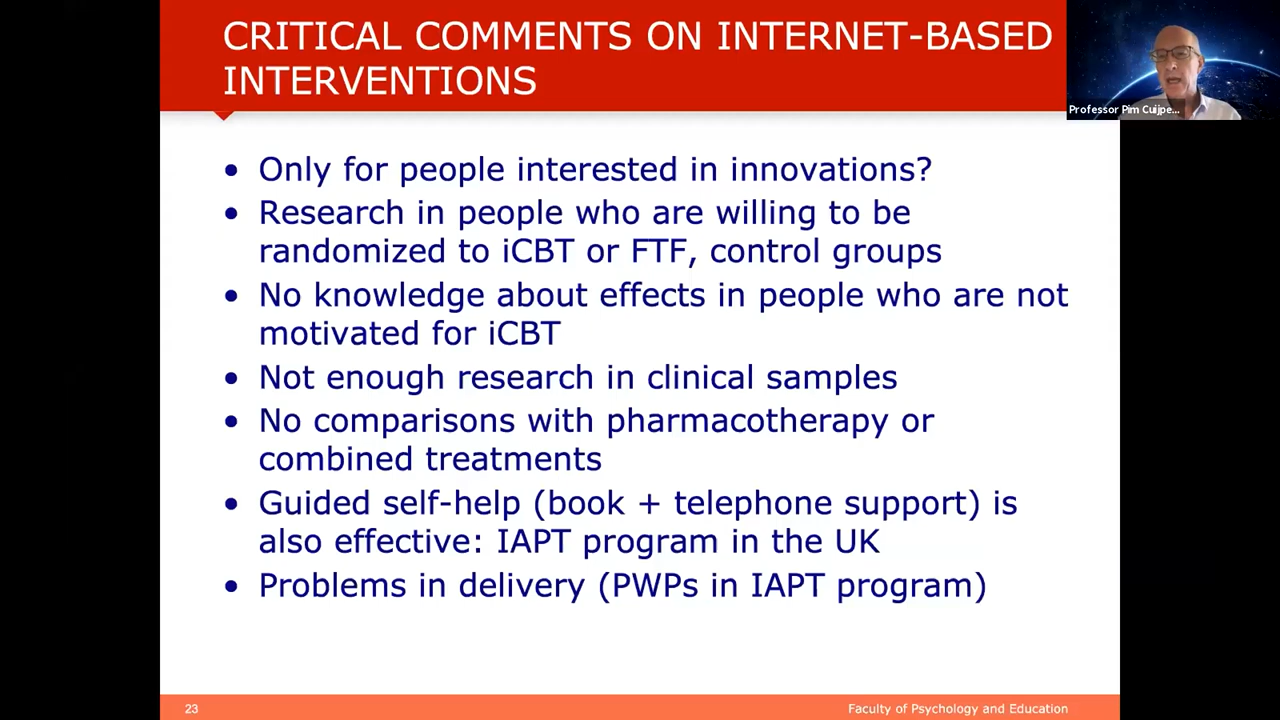 CRITICAL COMMENTS ON INTERNET-BASED
INTERVENTIONS
Professor Pim Cuijpe...
• Only for people interested in innovations?
• Research in people who are willing to be
randomized to iCBT or FTF, control groups
• No knowledge about effects in people who are not
motivated for iCBT
• Not enough research in clinical samples
• No comparisons with pharmacotherapy or
combined treatments
• Guided self-help (book + telephone support) is
also effective: IAPT program in the UK
• Problems in delivery (PWPs in IAPT program)
23
Faculty of Psychology and Education